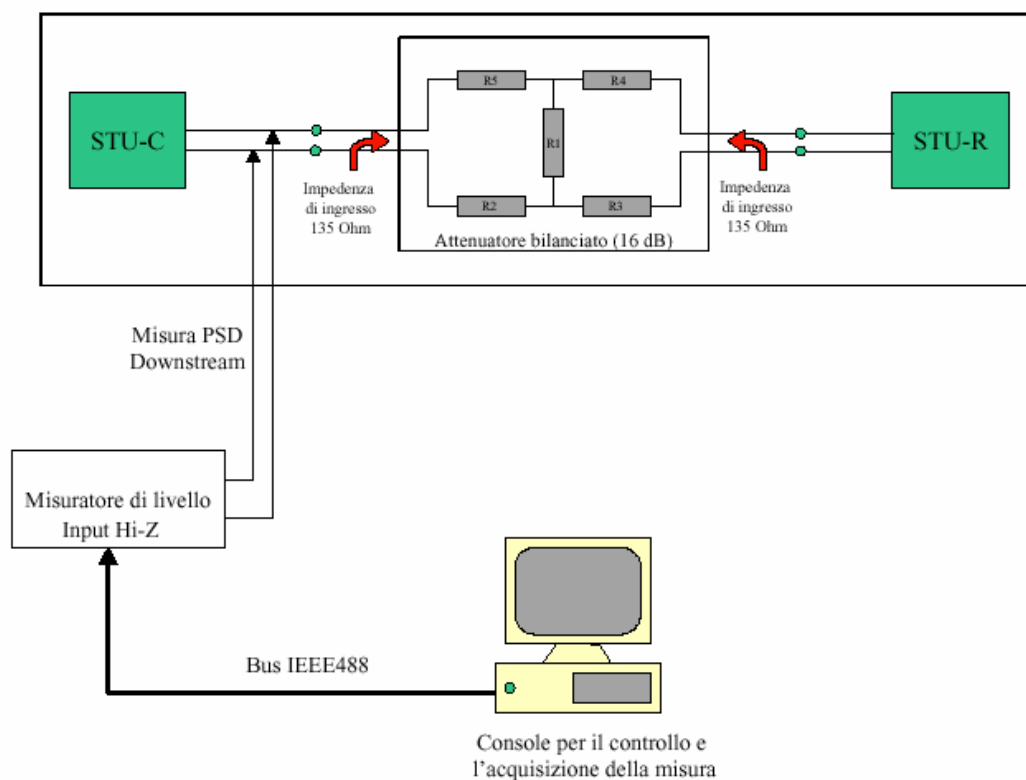 R5
R4
STU-C
STU-R
R1
Impedenza
di ingresso
135 Ohm
Impedenza
di ingresso
135 Ohm
R2
R3
Attenuatore bilanciato (16 dB)
Misura PSD
Downstream
Misuratore di livello
Input Hi-Z
Bus IEEE488
Console per il controllo e
l’acquisizione della misura